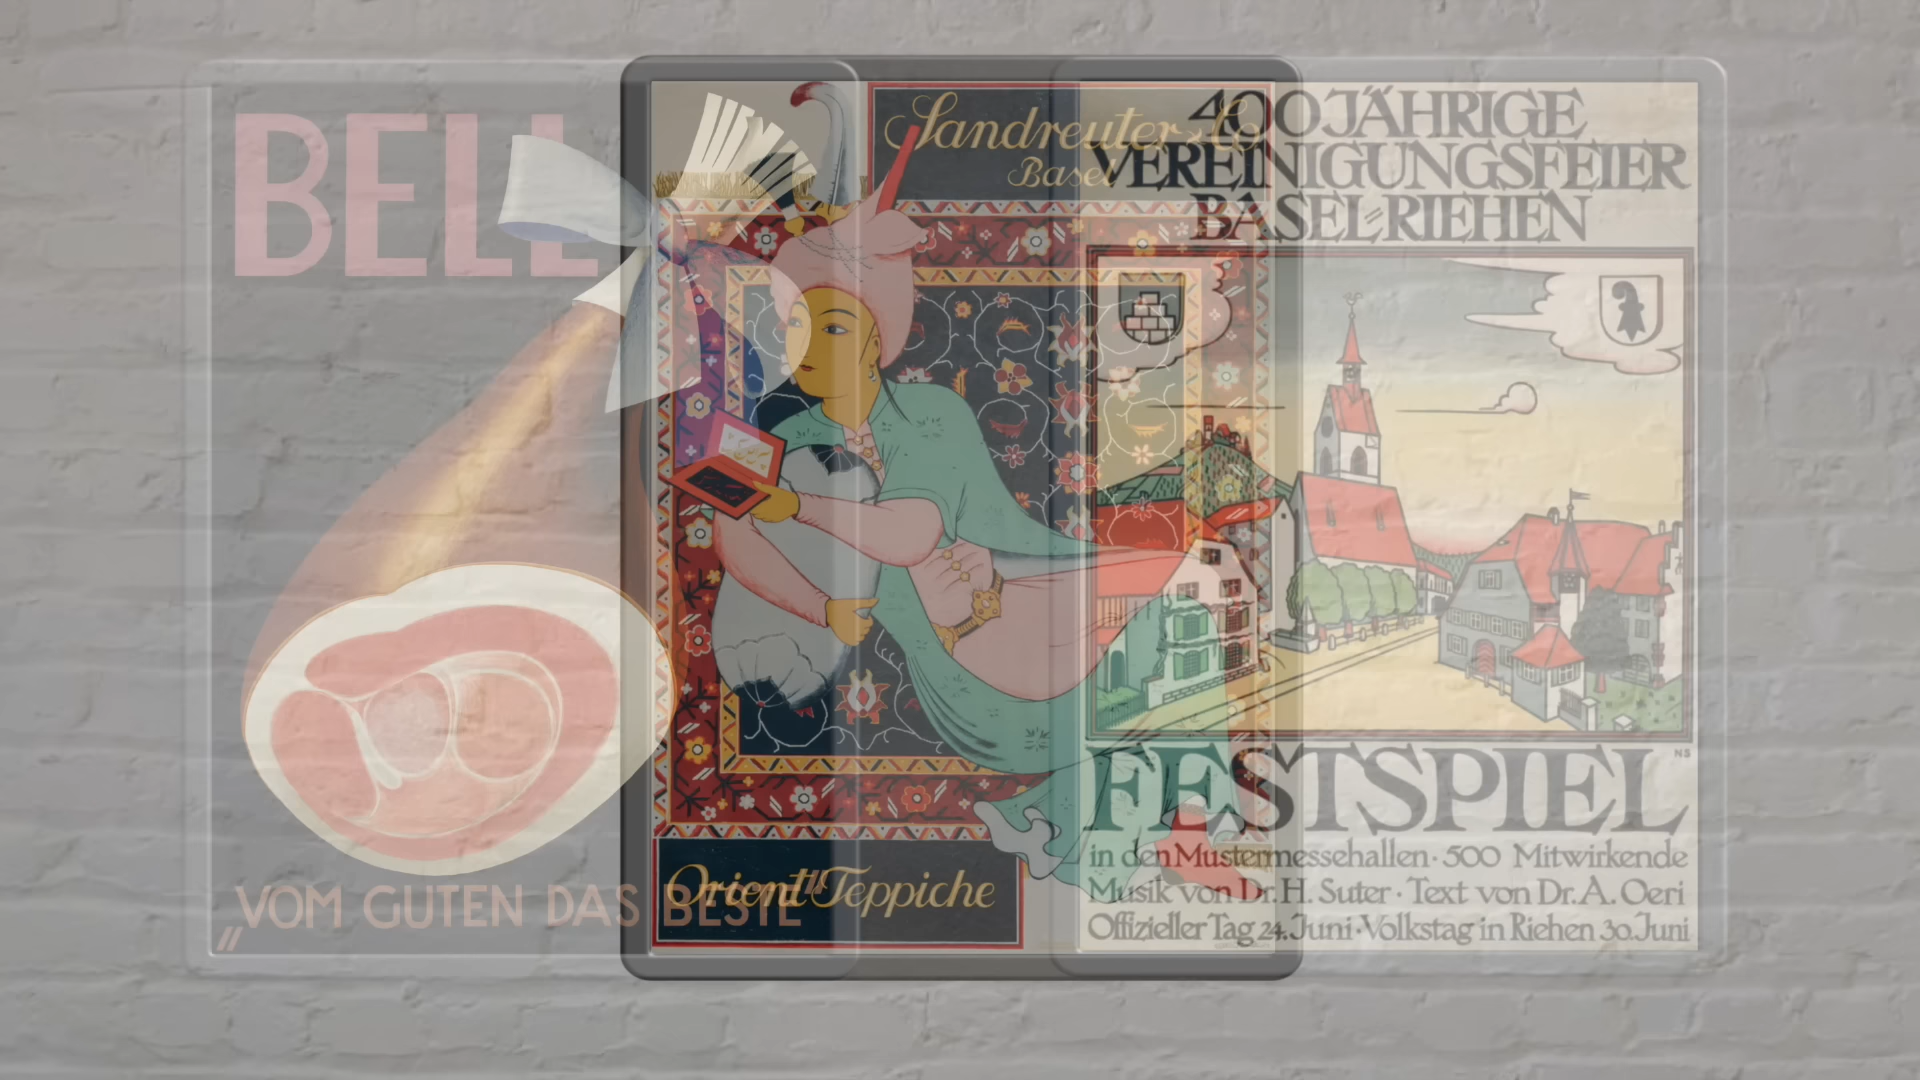 BELL
„VOM GUTEN DAS BESTE"
Sandreuter & Co
Basel
Orient Teppiche
400 JÄHRIGE
VEREINIGUNGSFEIER
BASEL=RIEHEN
NS
FESTSPIEL
in den Mustermessehallen · 500 Mitwirkende
Musik von Dr. H. Suter · Text von Dr. A. Oeri
Offizieller Tag 24. Juni · Volkstag in Riehen 30. Juni